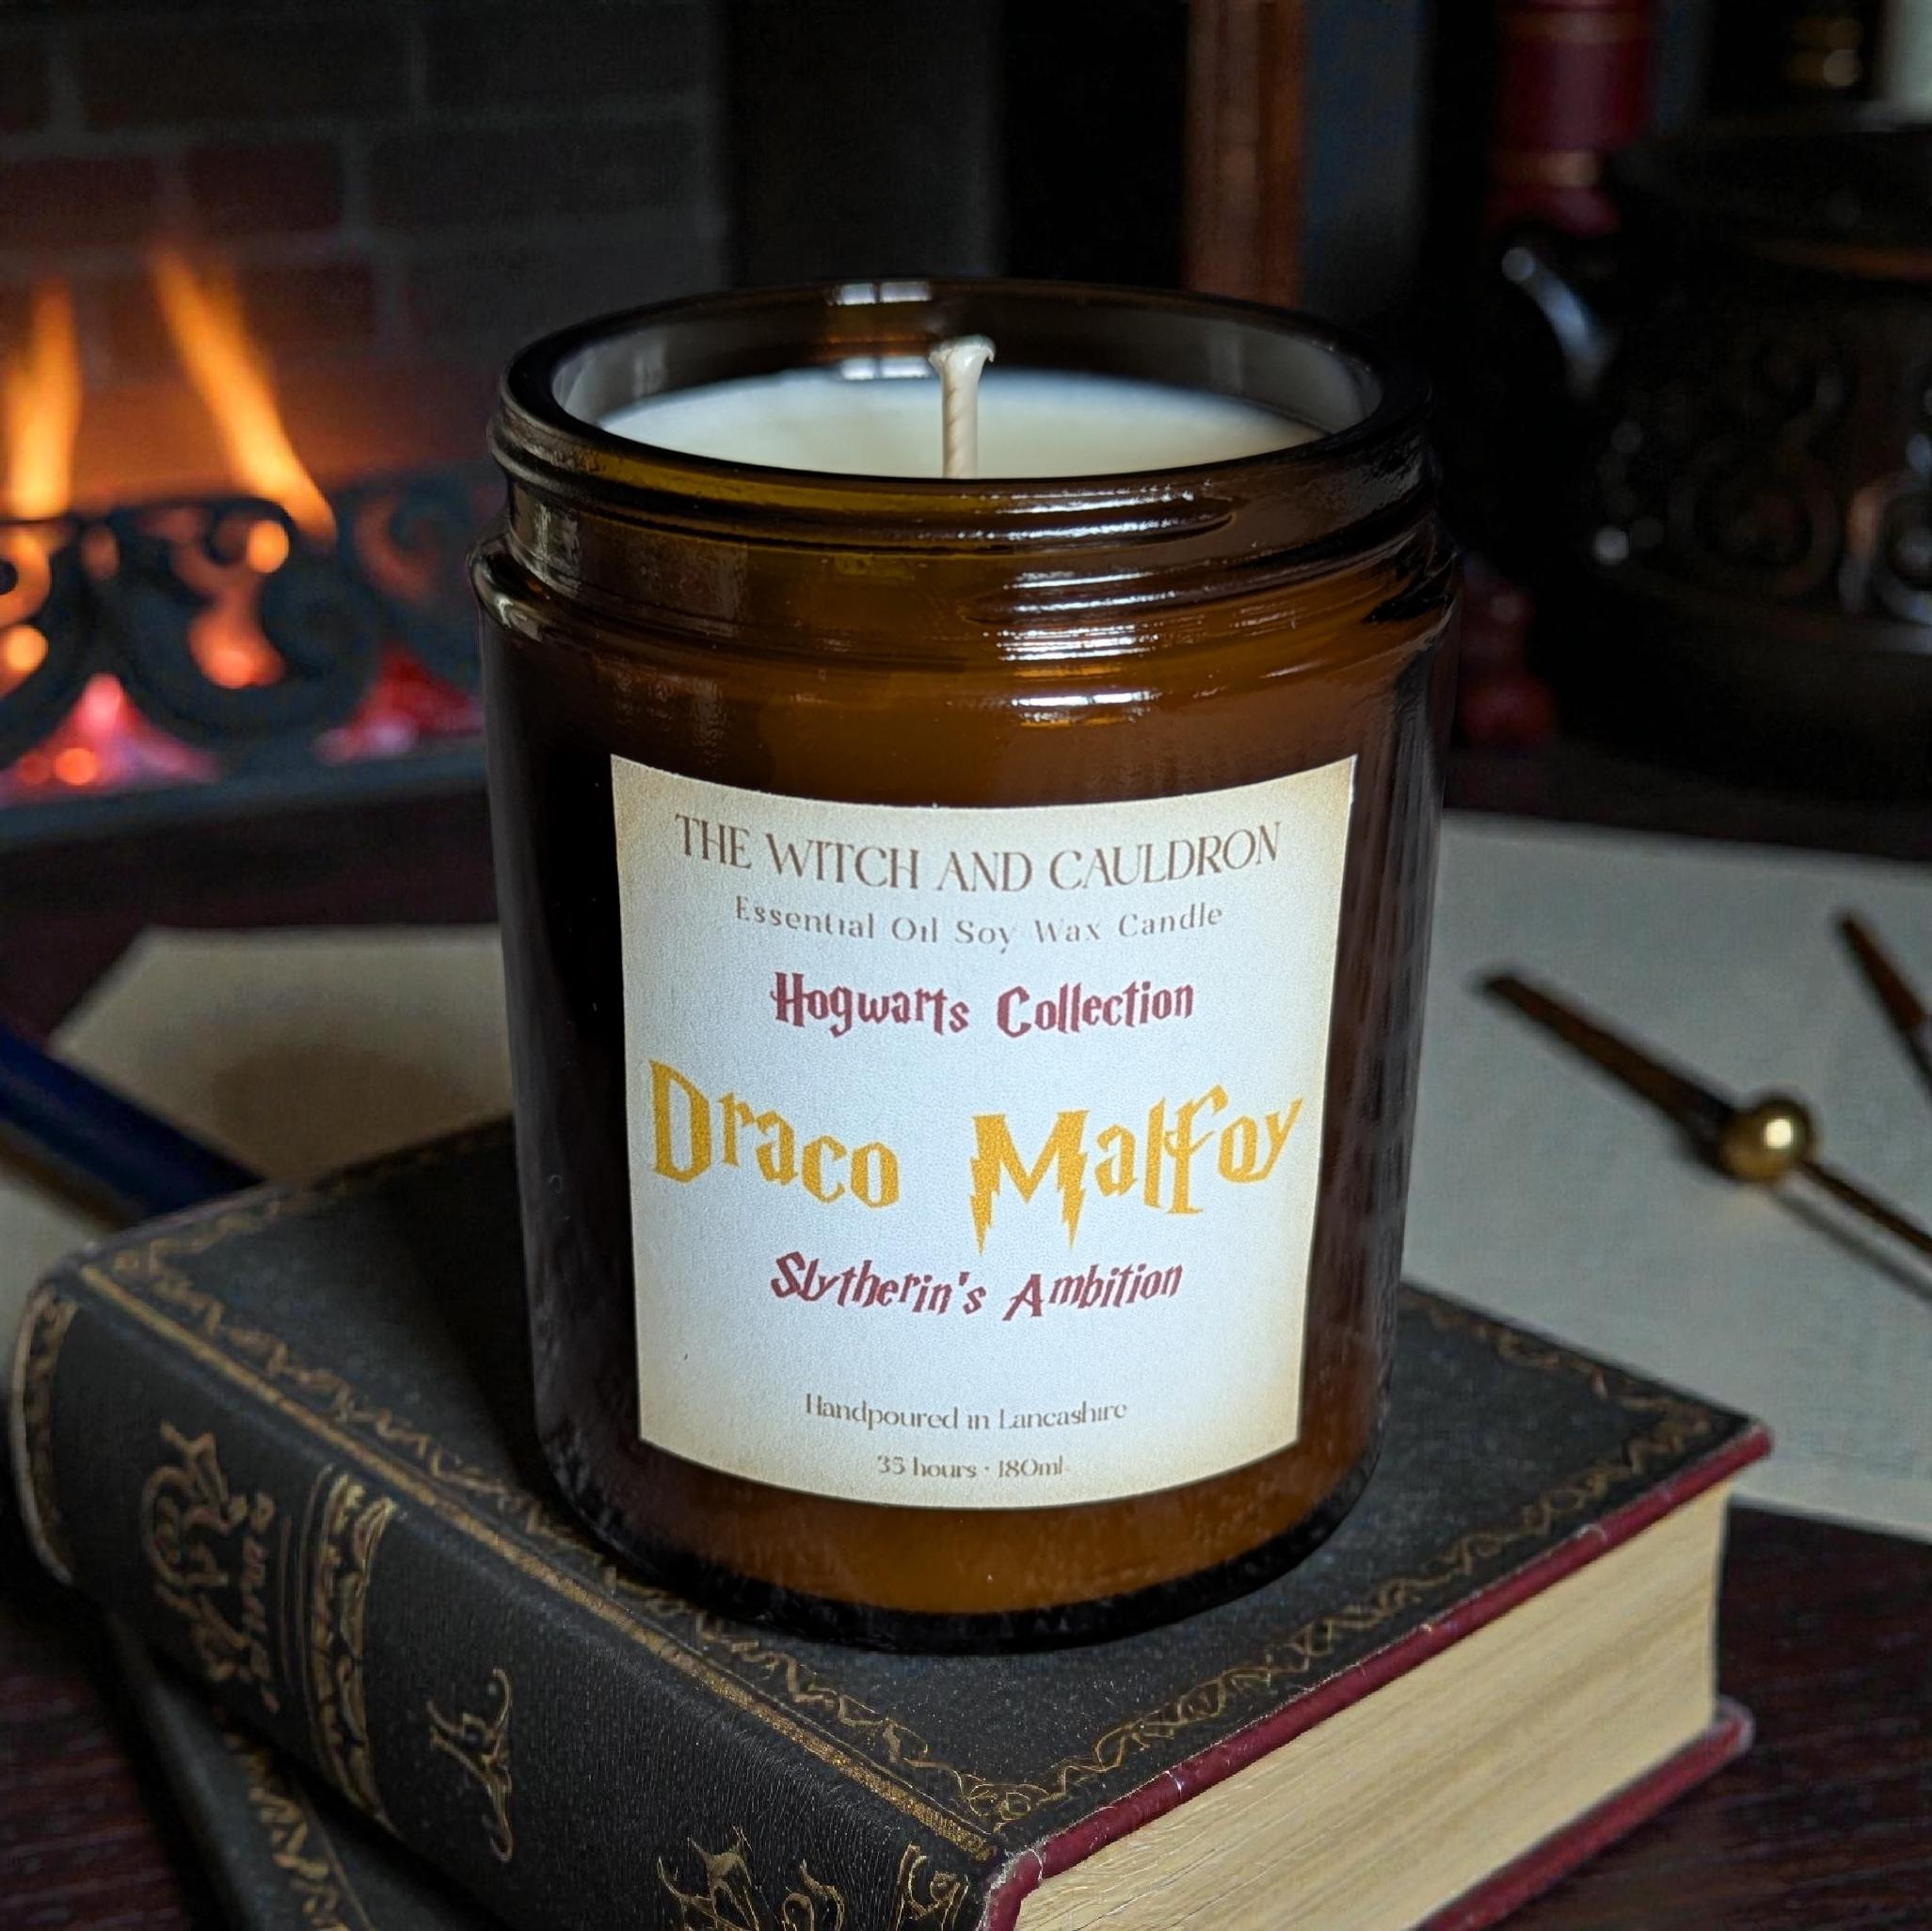 THE WITCH AND CAULDRON
Essential Oil Soy Wax Candle
Hogwarts Collection
Draco Malfoy
Slytherin's Ambition
Handpoured in Lancashire
35 hours · 180ml